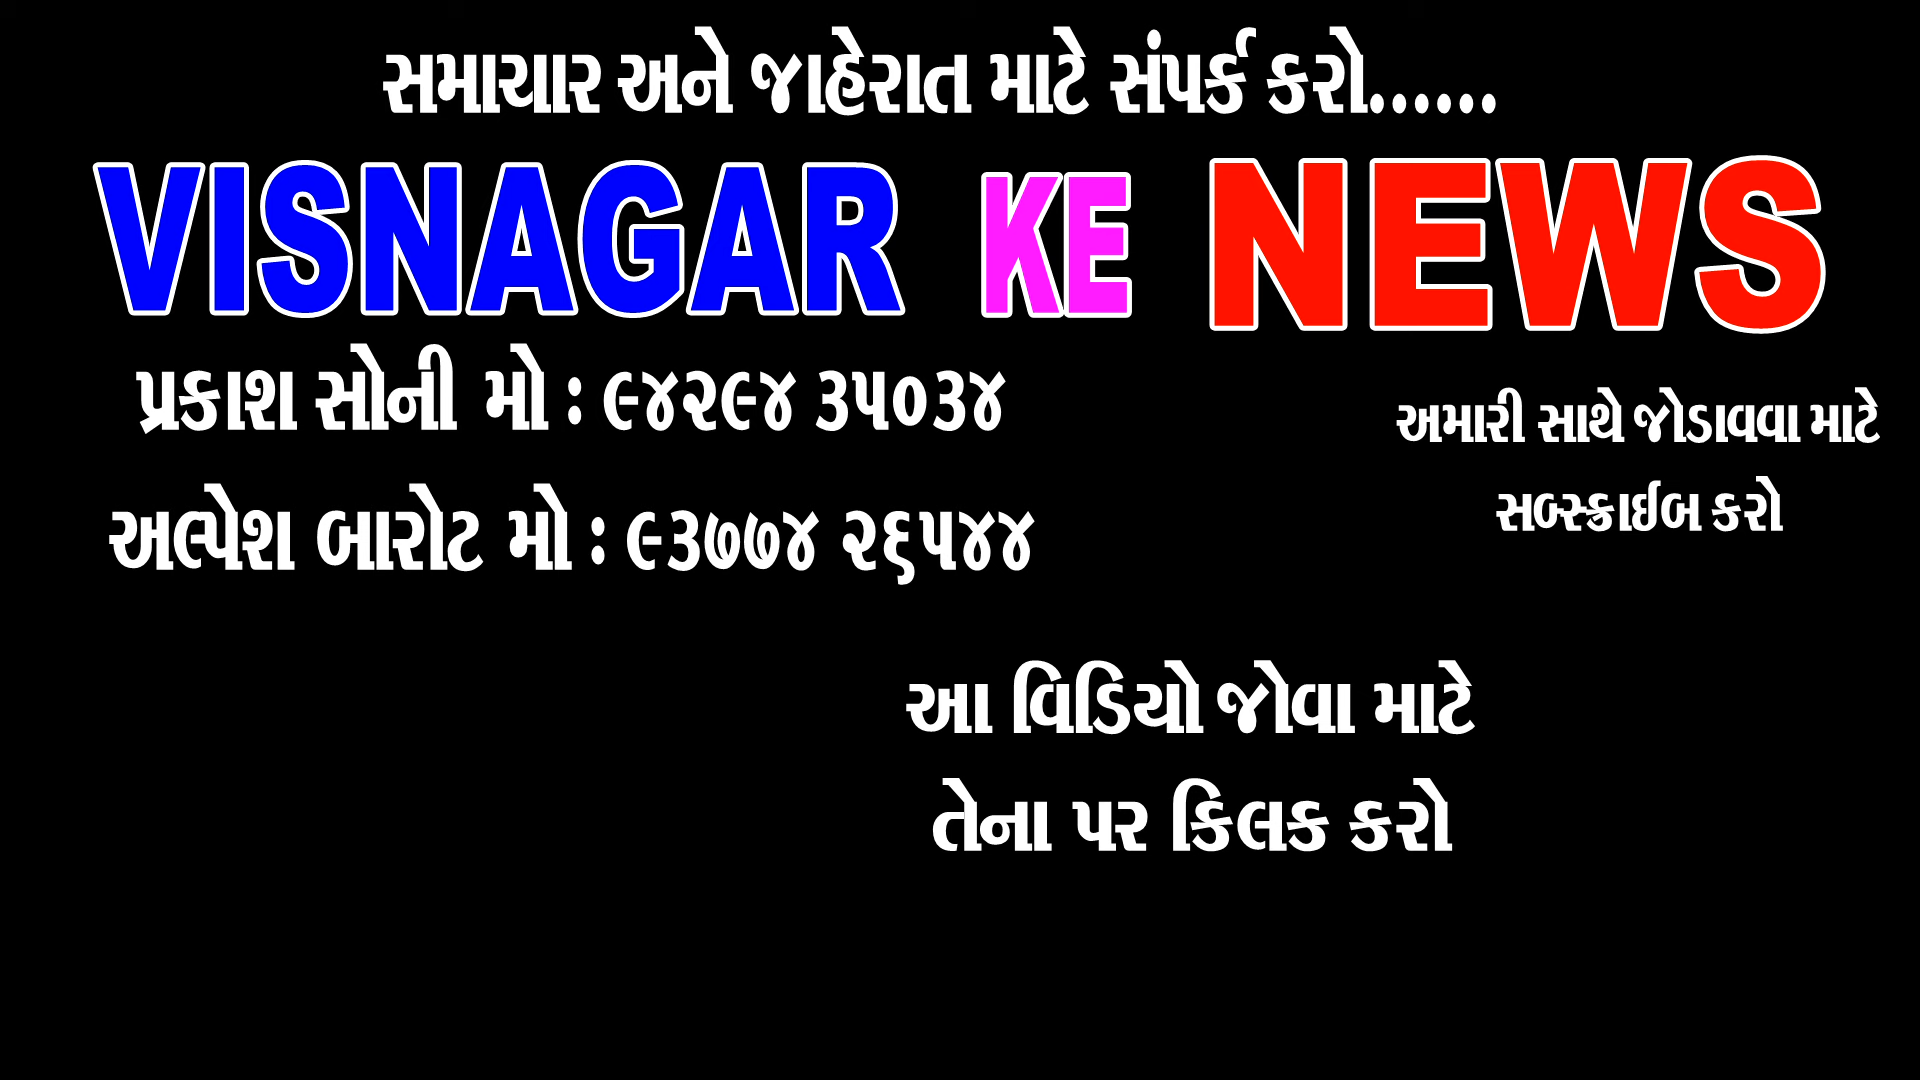 સમાચાર અને જાહેરાત માટે સંપર્ક કરો......
VISNAGAR KE NEWS
પ્રકાશ સોની મો : ૯૪૨૯૪ ૩૫૦૩૪
અલ્પેશ બારોટ મો : ૯૩૭૭૪ ૨૬૫૪૪
અમારી સાથે જોડાવવા માટે
સબ્સ્ક્રાઈબ કરો
આ વિડિયો જોવા માટે
તેના પર કિલક કરો